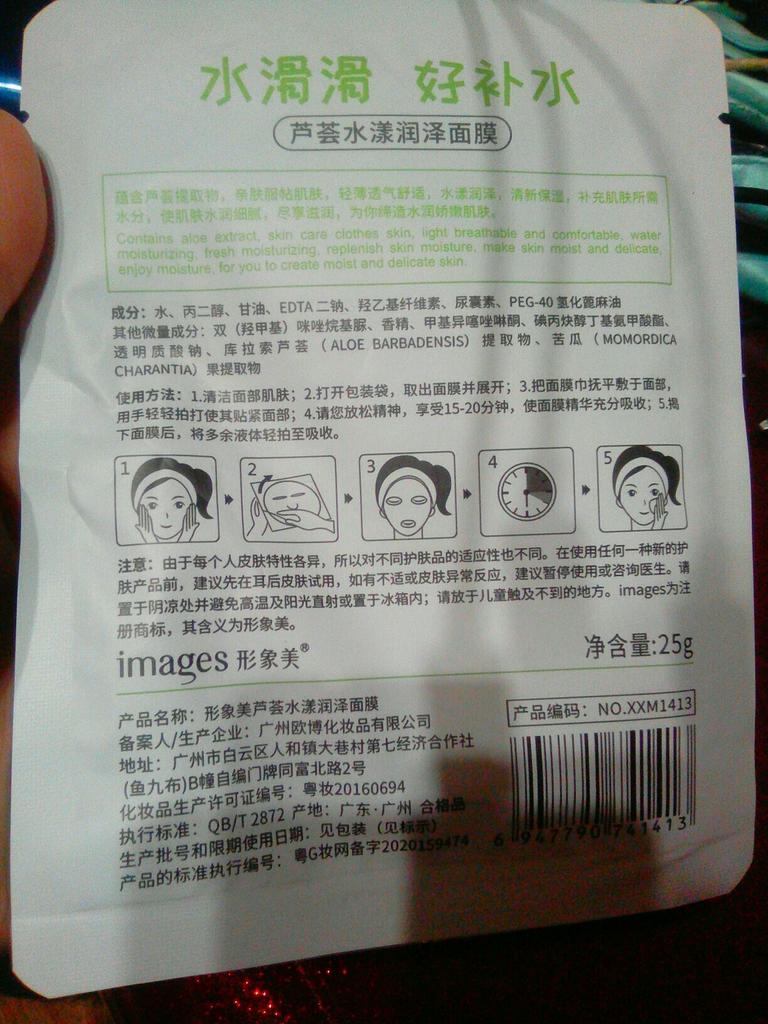 水滑滑 好补水
芦荟水漾润泽面膜
蕴含芦荟提取物，亲肤服帖肌肤，轻薄透气舒适，水漾润泽，清新保湿，补充肌肤所需
水分，使肌肤水润细腻，尽享滋润，为你缔造水润娇嫩肌肤。
Contains aloe extract, skin care clothes skin, light breathable and comfortable, water
moisturizing, fresh moisturizing, replenish skin moisture, make skin moist and delicate,
enjoy moisture, for you to create moist and delicate skin.
成分：水、丙二醇、甘油、EDTA 二钠、羟乙基纤维素、尿囊素、PEG-40 氢化蓖麻油
其他微量成分：双（羟甲基）咪唑烷基脲、香精、甲基异噻唑啉酮、碘丙炔醇丁基氨甲酸酯、
透明质酸钠、库拉索芦荟（ALOE BARBADENSIS）提取物、苦瓜（MOMORDICA
CHARANTIA）果提取物
使用方法：1.清洁面部肌肤；2.打开包装袋，取出面膜并展开；3.把面膜巾抚平敷于面部，
用手轻轻拍打使其贴紧面部；4.请您放松精神，享受15-20分钟，使面膜精华充分吸收；5.揭
下面膜后，将多余液体轻拍至吸收。
1 2 3 4 5
注意：由于每个人皮肤特性各异，所以对不同护肤品的适应性也不同。在使用任何一种新的护
肤产品前，建议先在耳后皮肤试用，如有不适或皮肤异常反应，建议暂停使用或咨询医生。请
置于阴凉处并避免高温及阳光直射或置于冰箱内；请放于儿童触及不到的地方。images为注
册商标，其含义为形象美。
images 形象美®
净含量:25g
产品名称：形象美芦荟水漾润泽面膜
备案人/生产企业：广州欧博化妆品有限公司
地址：广州市白云区人和镇大巷村第七经济合作社
(鱼九布)B幢自编门牌同富北路2号
化妆品生产许可证编号：粤妆20160694
执行标准：QB/T 2872 产地：广东·广州 合格品
生产批号和限期使用日期：见包装（见标示）
产品的标准执行编号：粤G妆网备字2020159474
产品编码：NO.XXM1413
6 947790 741413